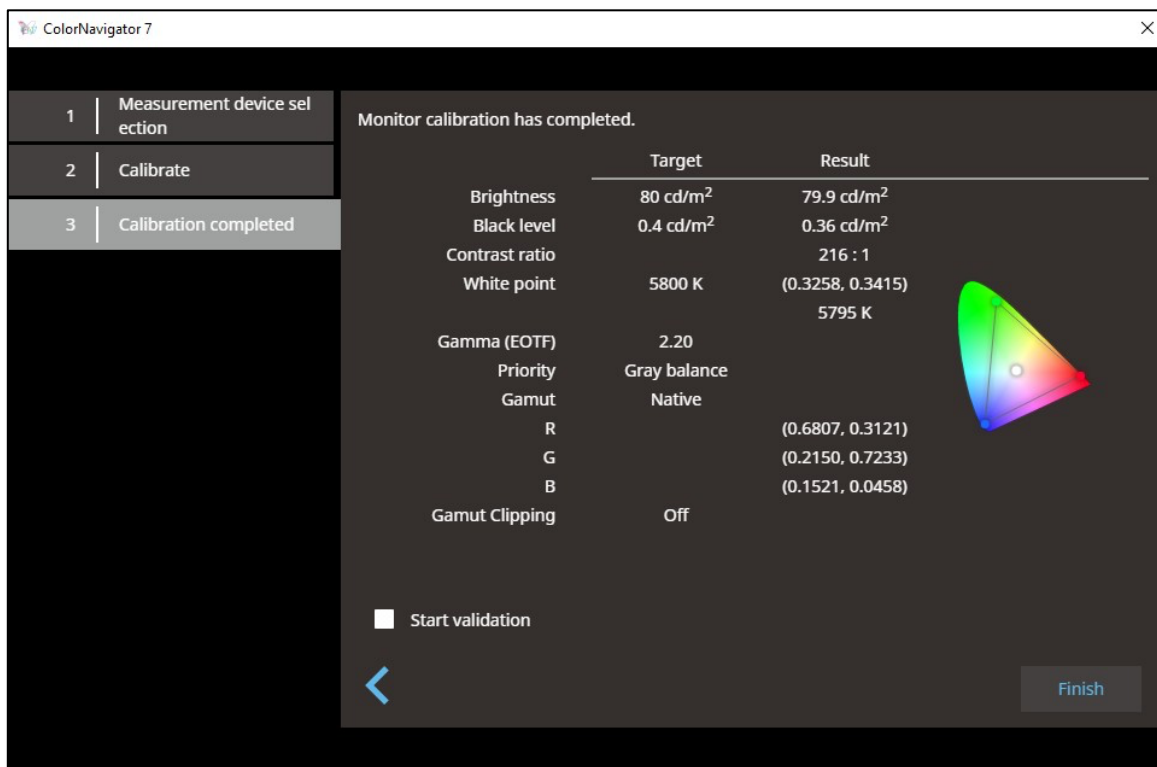 ColorNavigator 7
1 Measurement device sel
ection
2 Calibrate
3 Calibration completed
Monitor calibration has completed.
Target Result
Brightness 80 cd/m² 79.9 cd/m²
Black level 0.4 cd/m² 0.36 cd/m²
Contrast ratio 216 : 1
White point 5800 K (0.3258, 0.3415)
5795 K
Gamma (EOTF) 2.20
Priority Gray balance
Gamut Native
R (0.6807, 0.3121)
G (0.2150, 0.7233)
B (0.1521, 0.0458)
Gamut Clipping Off
Start validation
Finish